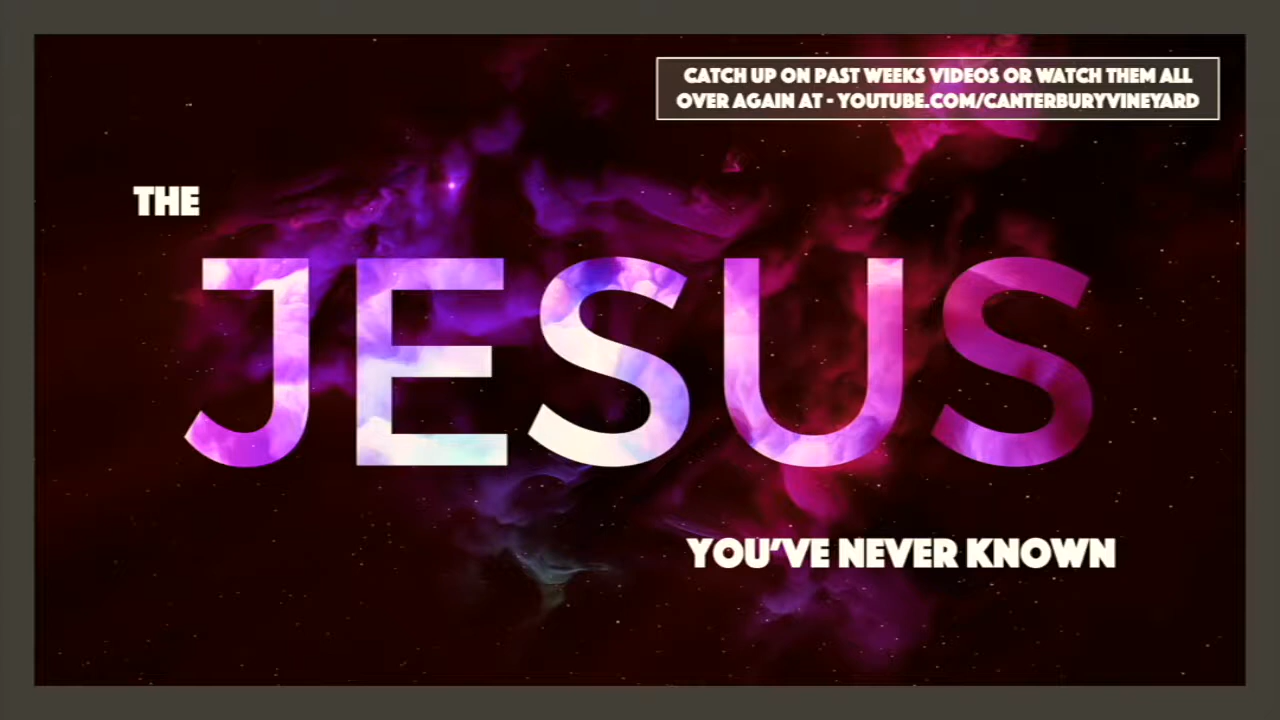 CATCH UP ON PAST WEEKS VIDEOS OR WATCH THEM ALL
OVER AGAIN AT - YOUTUBE.COM/CANTERBURYVINEYARD
THE
JESUS
YOU'VE NEVER KNOWN